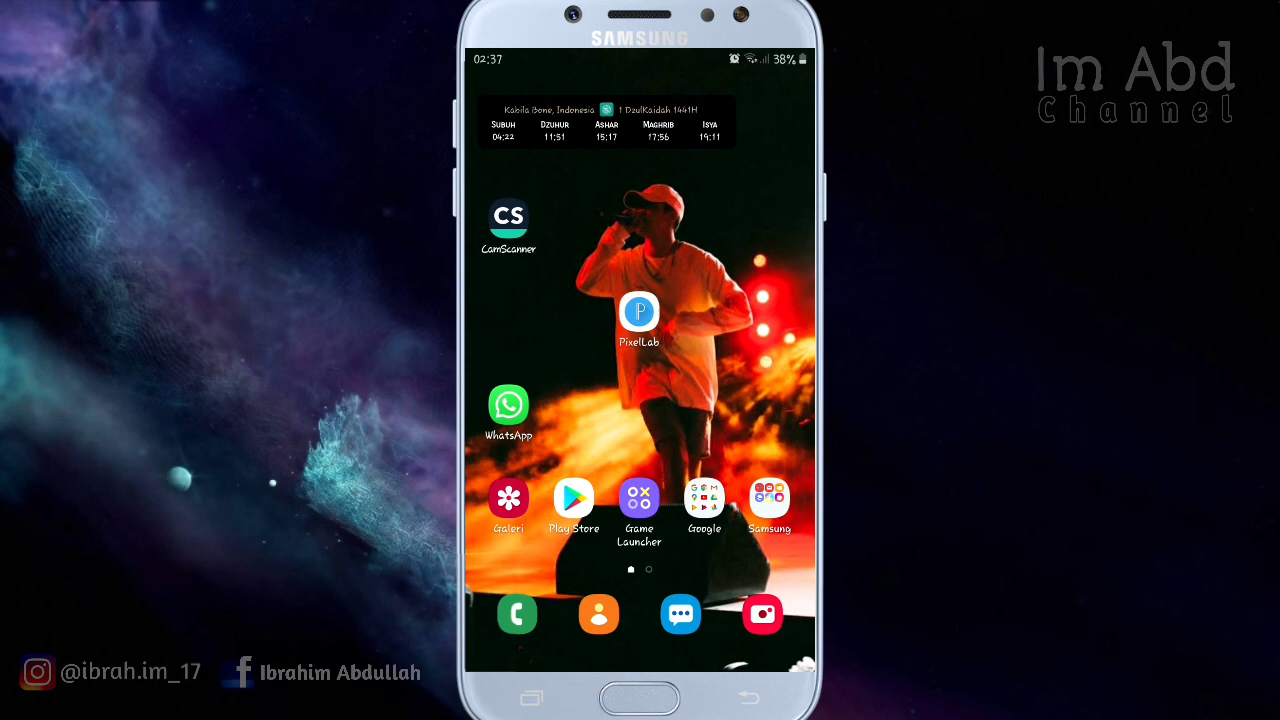 SAMSUNG
02:37
38%
Im Abd
Channel
Kabila Bone, Indonesia 1 DzulKaidah 1441H
Subuh Dzuhur Ashar Maghrib Isya
04:22 11:51 15:17 17:56 19:11
CS
CamScanner
P
PixelLab
WhatsApp
Galeri Play Store Game Launcher Google Samsung
@ibrah.im_17
Ibrahim Abdullah